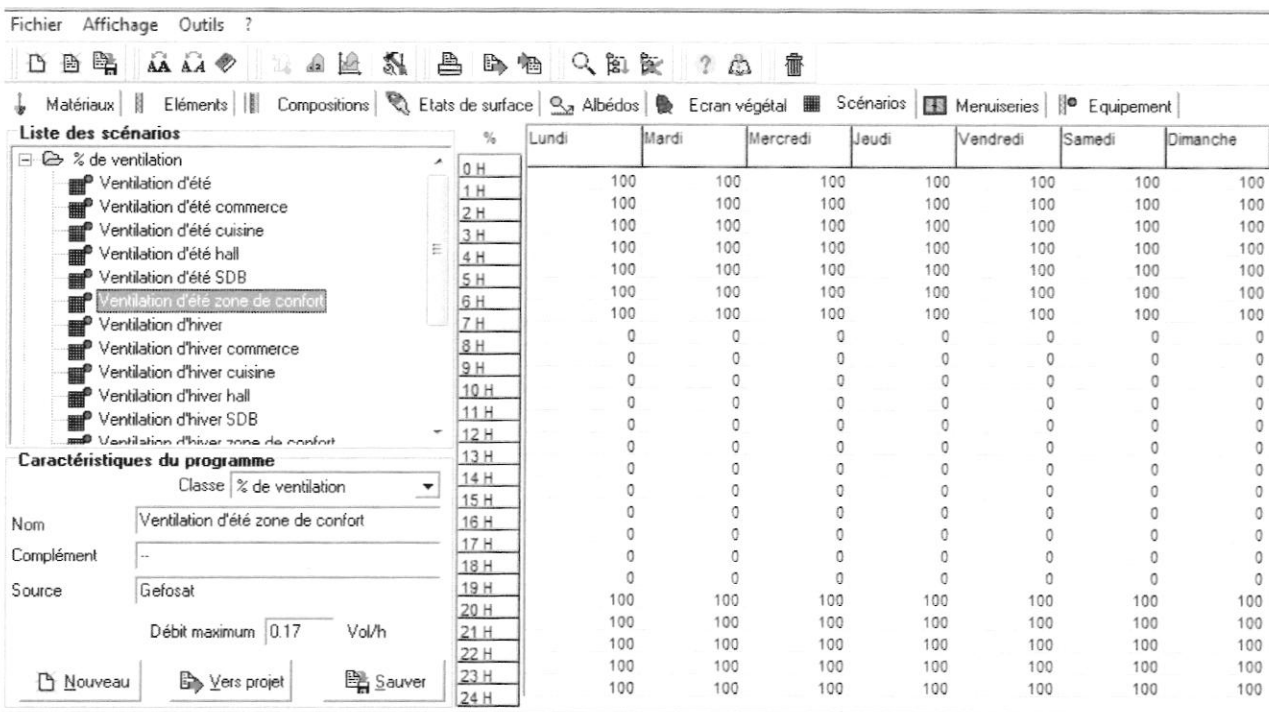 Fichier Affichage Outils ?
Matériaux Eléments Compositions Etats de surface Albédos Ecran végétal Scénarios Menuiseries Equipement
Liste des scénarios
% de ventilation
Ventilation d'été
Ventilation d'été commerce
Ventilation d'été cuisine
Ventilation d'été hall
Ventilation d'été SDB
Ventilation d'été zone de confort
Ventilation d'hiver
Ventilation d'hiver commerce
Ventilation d'hiver cuisine
Ventilation d'hiver hall
Ventilation d'hiver SDB
Ventilation d'hiver zone de confort
Caractéristiques du programme
Classe % de ventilation
Nom Ventilation d'été zone de confort
Complément --
Source Gefosat
Débit maximum 0.17 Vol/h
Nouveau Vers projet Sauver
% Lundi Mardi Mercredi Jeudi Vendredi Samedi Dimanche
0 H
100 100 100 100 100 100 100
1 H
100 100 100 100 100 100 100
2 H
100 100 100 100 100 100 100
3 H
100 100 100 100 100 100 100
4 H
100 100 100 100 100 100 100
5 H
100 100 100 100 100 100 100
6 H
100 100 100 100 100 100 100
7 H
0 0 0 0 0 0 0
8 H
0 0 0 0 0 0 0
9 H
0 0 0 0 0 0 0
10 H
0 0 0 0 0 0 0
11 H
0 0 0 0 0 0 0
12 H
0 0 0 0 0 0 0
13 H
0 0 0 0 0 0 0
14 H
0 0 0 0 0 0 0
15 H
0 0 0 0 0 0 0
16 H
0 0 0 0 0 0 0
17 H
0 0 0 0 0 0 0
18 H
0 0 0 0 0 0 0
19 H
100 100 100 100 100 100 100
20 H
100 100 100 100 100 100 100
21 H
100 100 100 100 100 100 100
22 H
100 100 100 100 100 100 100
23 H
100 100 100 100 100 100 100
24 H